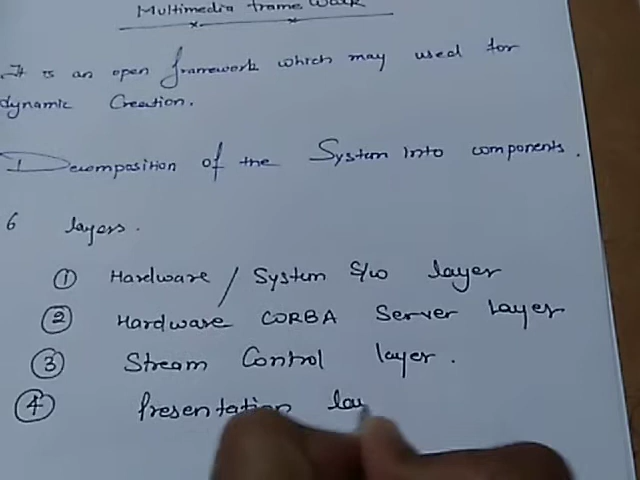 Multimedia frame work
It is an open framework which may used for
dynamic Creation.
Decomposition of the System into components.
6 layers.
① Hardware / System S/w layer
② Hardware CORBA Server layer
③ Stream Control layer.
④ Presentation lay